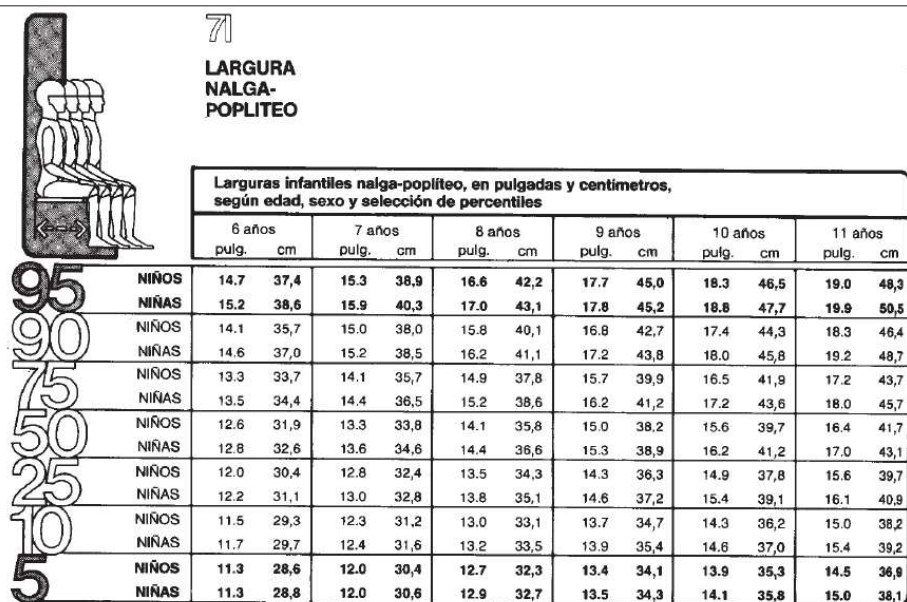 7I
LARGURA
NALGA-
POPLITEO
Larguras infantiles nalga-poplíteo, en pulgadas y centímetros,
según edad, sexo y selección de percentiles
6 años 7 años 8 años 9 años 10 años 11 años
pulg. cm pulg. cm pulg. cm pulg. cm pulg. cm pulg. cm
95 NIÑOS 14.7 37,4 15.3 38,9 16.6 42,2 17.7 45,0 18.3 46,5 19.0 48,3
NIÑAS 15.2 38,6 15.9 40,3 17.0 43,1 17.8 45,2 18.8 47,7 19.9 50,5
90 NIÑOS 14.1 35,7 15.0 38,0 15.8 40,1 16.8 42,7 17.4 44,3 18.3 46,4
NIÑAS 14.6 37,0 15.2 38,5 16.2 41,1 17.2 43,8 18.0 45,8 19.2 48,7
75 NIÑOS 13.3 33,7 14.1 35,7 14.9 37,8 15.7 39,9 16.5 41,9 17.2 43,7
NIÑAS 13.5 34,4 14.4 36,5 15.2 38,6 16.2 41,2 17.2 43,6 18.0 45,7
50 NIÑOS 12.6 31,9 13.3 33,8 14.1 35,8 15.0 38,2 15.6 39,7 16.4 41,7
NIÑAS 12.8 32,6 13.6 34,6 14.4 36,6 15.3 38,9 16.2 41,2 17.0 43,1
25 NIÑOS 12.0 30,4 12.8 32,4 13.5 34,3 14.3 36,3 14.9 37,8 15.6 39,7
NIÑAS 12.2 31,1 13.0 32,8 13.8 35,1 14.6 37,2 15.4 39,1 16.1 40,9
10 NIÑOS 11.5 29,3 12.3 31,2 13.0 33,1 13.7 34,7 14.3 36,2 15.0 38,2
NIÑAS 11.7 29,7 12.4 31,6 13.2 33,5 13.9 35,4 14.6 37,0 15.4 39,2
5 NIÑOS 11.3 28,6 12.0 30,4 12.7 32,3 13.4 34,1 13.9 35,3 14.5 36,9
NIÑAS 11.3 28,8 12.0 30,6 12.9 32,7 13.5 34,3 14.1 35,8 15.0 38,1